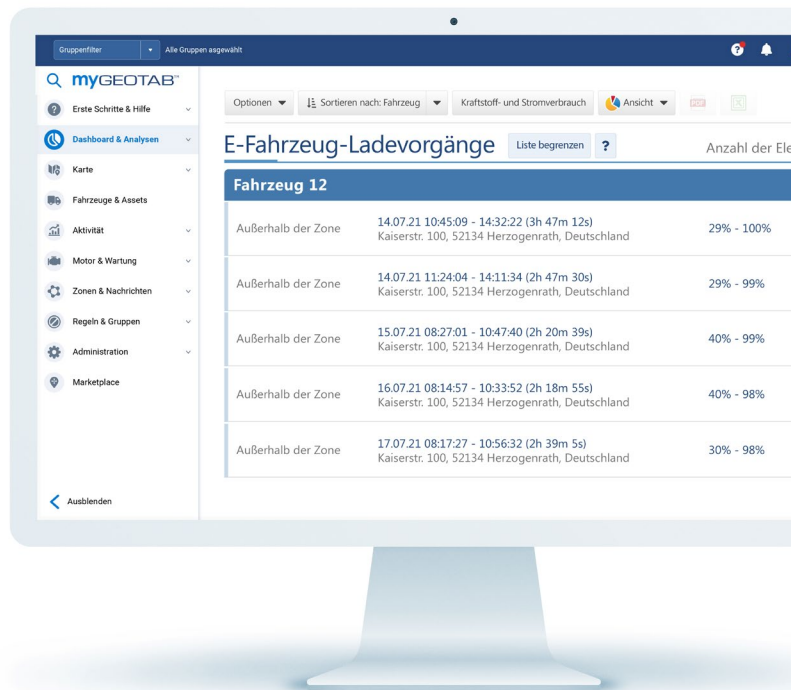 Gruppenfilter Alle Gruppen asgewählt
myGEOTAB™
Erste Schritte & Hilfe
Dashboard & Analysen
Karte
Fahrzeuge & Assets
Aktivität
Motor & Wartung
Zonen & Nachrichten
Regeln & Gruppen
Administration
Marketplace
Ausblenden
Optionen Sortieren nach: Fahrzeug Kraftstoff- und Stromverbrauch Ansicht PDF
E-Fahrzeug-Ladevorgänge Liste begrenzen ? Anzahl der Ele
Fahrzeug 12
Außerhalb der Zone 14.07.21 10:45:09 - 14:32:22 (3h 47m 12s) 29% - 100%
Kaiserstr. 100, 52134 Herzogenrath, Deutschland
Außerhalb der Zone 14.07.21 11:24:04 - 14:11:34 (2h 47m 30s) 29% - 99%
Kaiserstr. 100, 52134 Herzogenrath, Deutschland
Außerhalb der Zone 15.07.21 08:27:01 - 10:47:40 (2h 20m 39s) 40% - 99%
Kaiserstr. 100, 52134 Herzogenrath, Deutschland
Außerhalb der Zone 16.07.21 08:14:57 - 10:33:52 (2h 18m 55s) 40% - 98%
Kaiserstr. 100, 52134 Herzogenrath, Deutschland
Außerhalb der Zone 17.07.21 08:17:27 - 10:56:32 (2h 39m 5s) 30% - 98%
Kaiserstr. 100, 52134 Herzogenrath, Deutschland